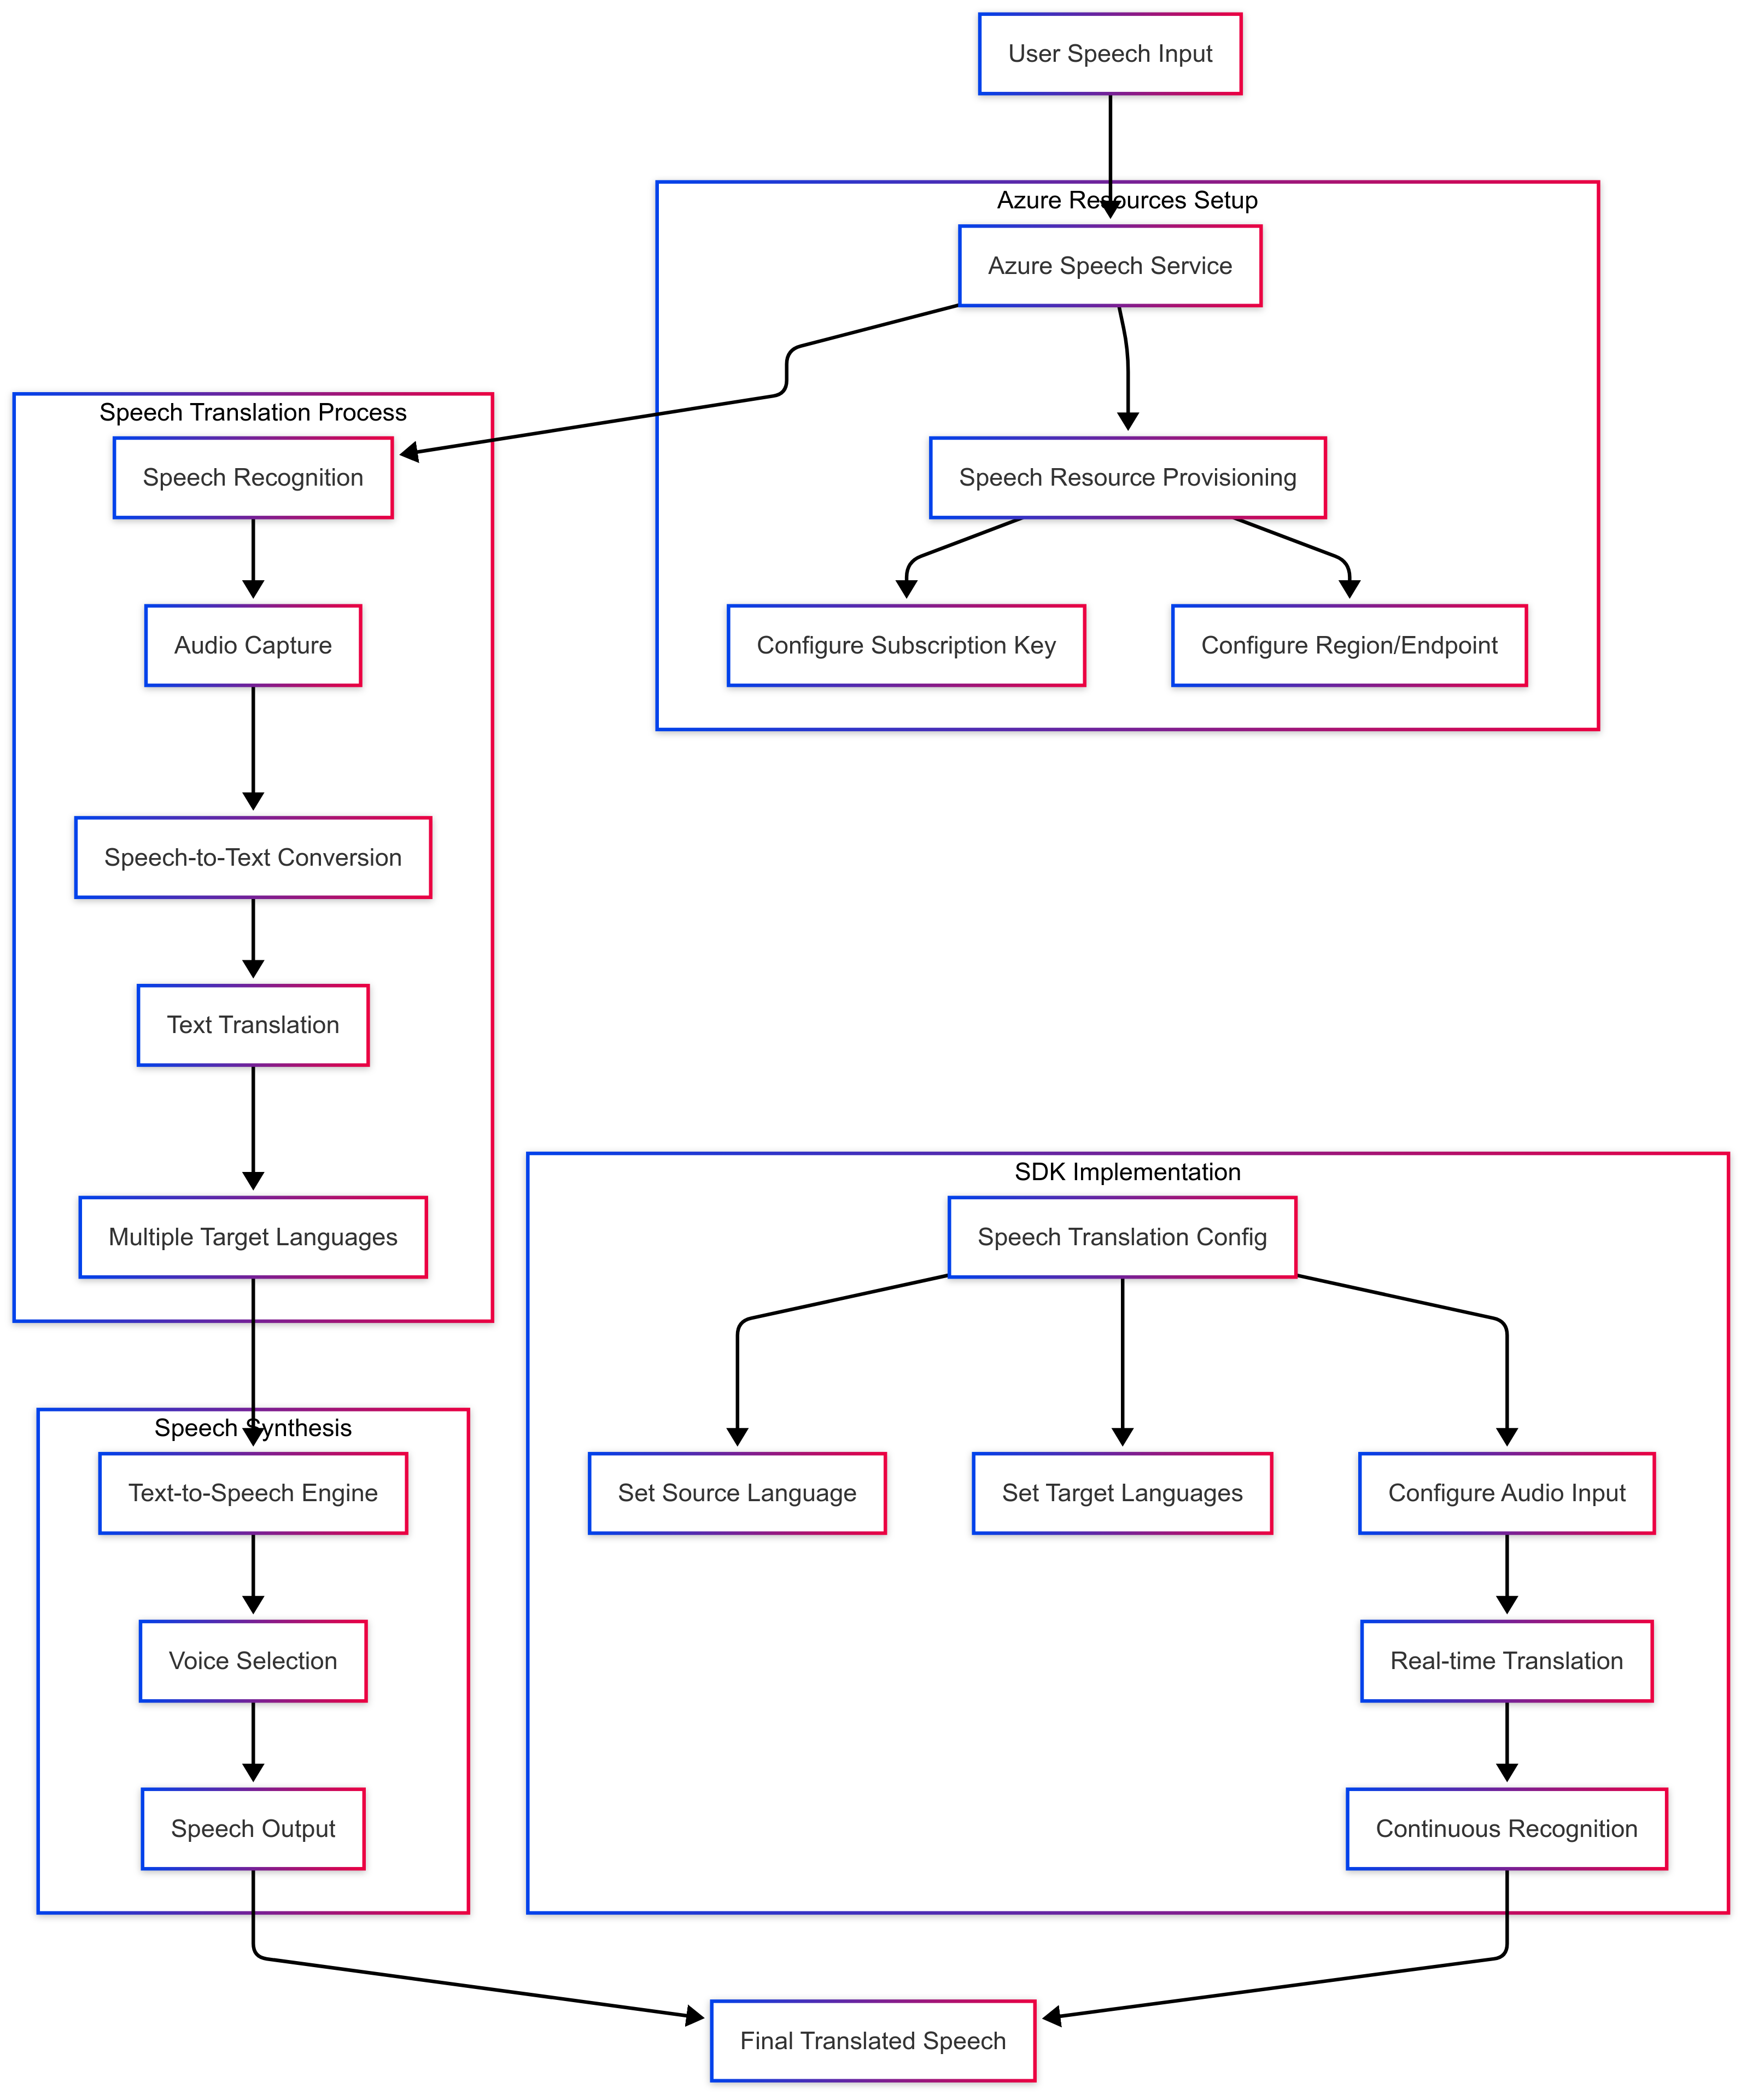 User Speech Input
Azure Resources Setup
Azure Speech Service
Speech Translation Process
Speech Recognition
Speech Resource Provisioning
Audio Capture
Configure Subscription Key
Configure Region/Endpoint
Speech-to-Text Conversion
Text Translation
SDK Implementation
Multiple Target Languages
Speech Translation Config
Speech Synthesis
Text-to-Speech Engine
Set Source Language
Set Target Languages
Configure Audio Input
Voice Selection
Real-time Translation
Speech Output
Continuous Recognition
Final Translated Speech